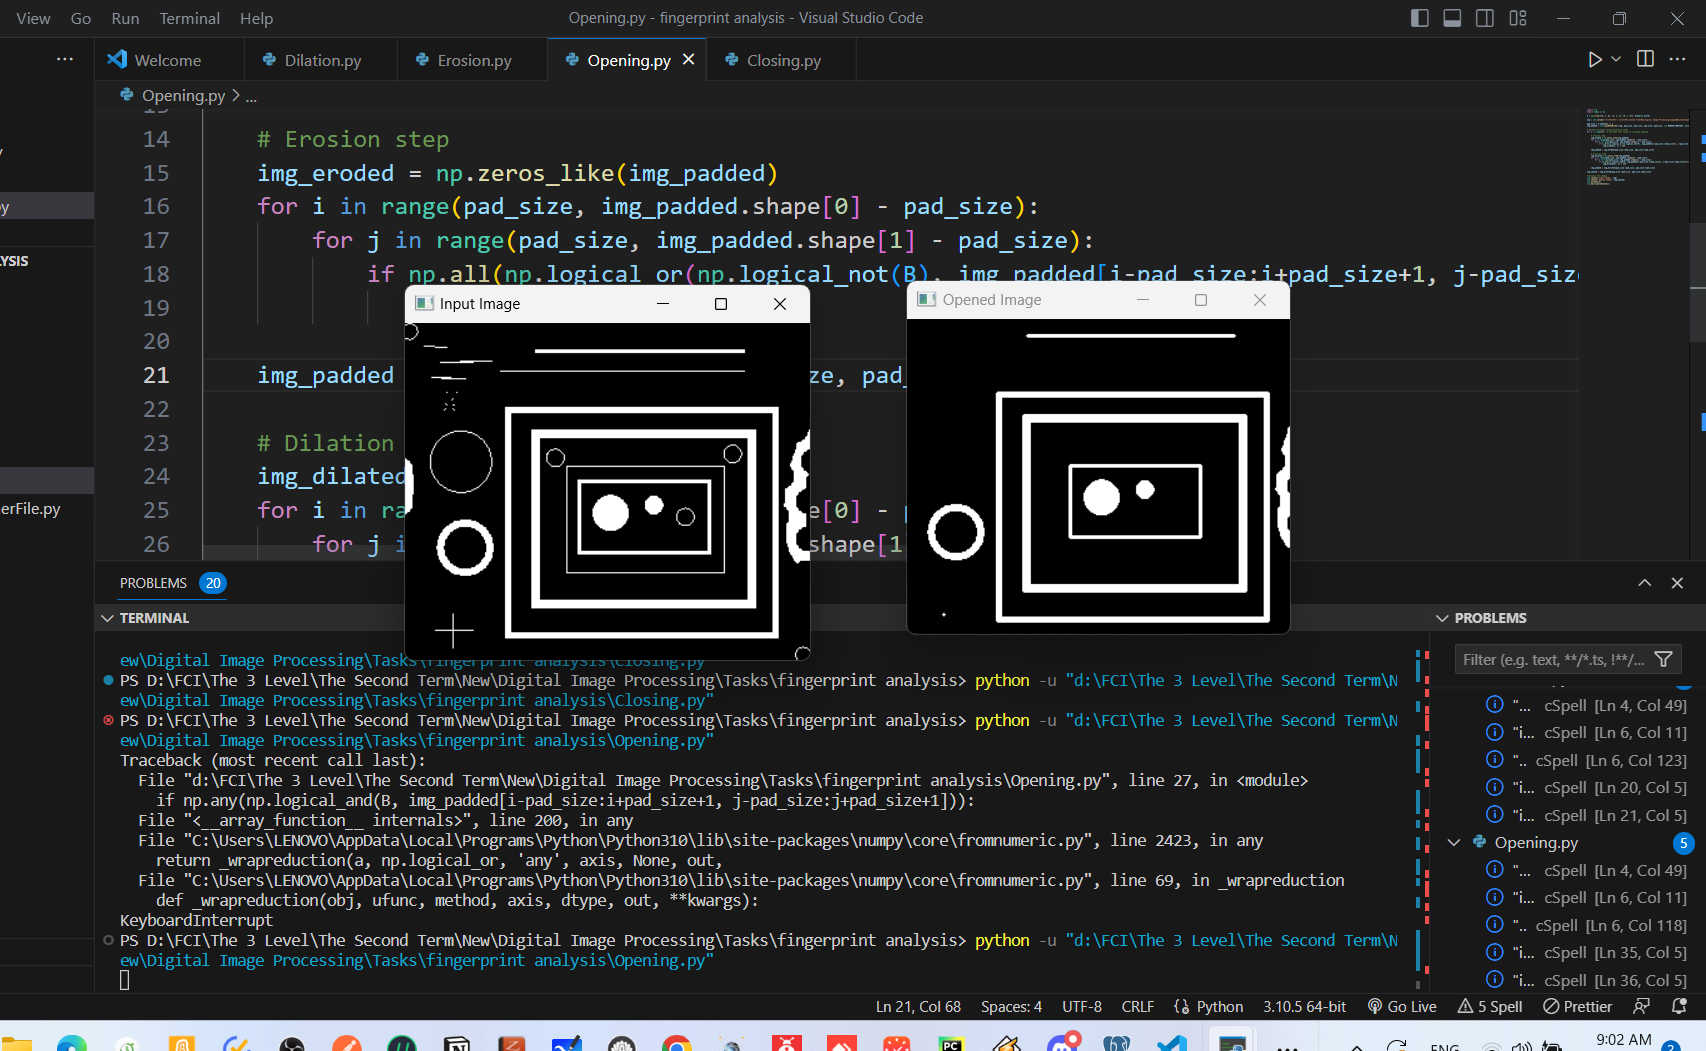 View Go Run Terminal Help
Opening.py - fingerprint analysis - Visual Studio Code
Welcome Dilation.py Erosion.py Opening.py Closing.py
Opening.py > ...
14 # Erosion step
15 img_eroded = np.zeros_like(img_padded)
16 for i in range(pad_size, img_padded.shape[0] - pad_size):
17 for j in range(pad_size, img_padded.shape[1] - pad_size):
18 if np.all(np.logical_or(np.logical_not(B), img_padded[i-pad_size:i+pad_size+1, j-pad_size
19
20
21 img_padded ze, pad_
22
23 # Dilation
24 img_dilated
25 for i in ra e[0] - p
26 for j i shape[1
Input Image
Opened Image
YSIS
erFile.py
PROBLEMS 20
TERMINAL
ew\Digital Image Processing\Tasks\fingerprint analysis\Closing.py"
PS D:\FCI\The 3 Level\The Second Term\New\Digital Image Processing\Tasks\fingerprint analysis> python -u "d:\FCI\The 3 Level\The Second Term\N
ew\Digital Image Processing\Tasks\fingerprint analysis\Closing.py"
PS D:\FCI\The 3 Level\The Second Term\New\Digital Image Processing\Tasks\fingerprint analysis> python -u "d:\FCI\The 3 Level\The Second Term\N
ew\Digital Image Processing\Tasks\fingerprint analysis\Opening.py"
Traceback (most recent call last):
File "d:\FCI\The 3 Level\The Second Term\New\Digital Image Processing\Tasks\fingerprint analysis\Opening.py", line 27, in <module>
if np.any(np.logical_and(B, img_padded[i-pad_size:i+pad_size+1, j-pad_size:j+pad_size+1])):
File "<__array_function__ internals>", line 200, in any
File "C:\Users\LENOVO\AppData\Local\Programs\Python\Python310\lib\site-packages\numpy\core\fromnumeric.py", line 2423, in any
return _wrapreduction(a, np.logical_or, 'any', axis, None, out,
File "C:\Users\LENOVO\AppData\Local\Programs\Python\Python310\lib\site-packages\numpy\core\fromnumeric.py", line 69, in _wrapreduction
def _wrapreduction(obj, ufunc, method, axis, dtype, out, **kwargs):
KeyboardInterrupt
PS D:\FCI\The 3 Level\The Second Term\New\Digital Image Processing\Tasks\fingerprint analysis> python -u "d:\FCI\The 3 Level\The Second Term\N
ew\Digital Image Processing\Tasks\fingerprint analysis\Opening.py"
PROBLEMS
Filter (e.g. text, **/*.ts, !**/...
"... cSpell [Ln 4, Col 49]
"i... cSpell [Ln 6, Col 11]
".. cSpell [Ln 6, Col 123]
"i... cSpell [Ln 20, Col 5]
"i... cSpell [Ln 21, Col 5]
Opening.py 5
"... cSpell [Ln 4, Col 49]
"i... cSpell [Ln 6, Col 11]
".. cSpell [Ln 6, Col 118]
"i... cSpell [Ln 35, Col 5]
"i... cSpell [Ln 36, Col 5]
Ln 21, Col 68 Spaces: 4 UTF-8 CRLF Python 3.10.5 64-bit Go Live 5 Spell Prettier
ENG 9:02 AM